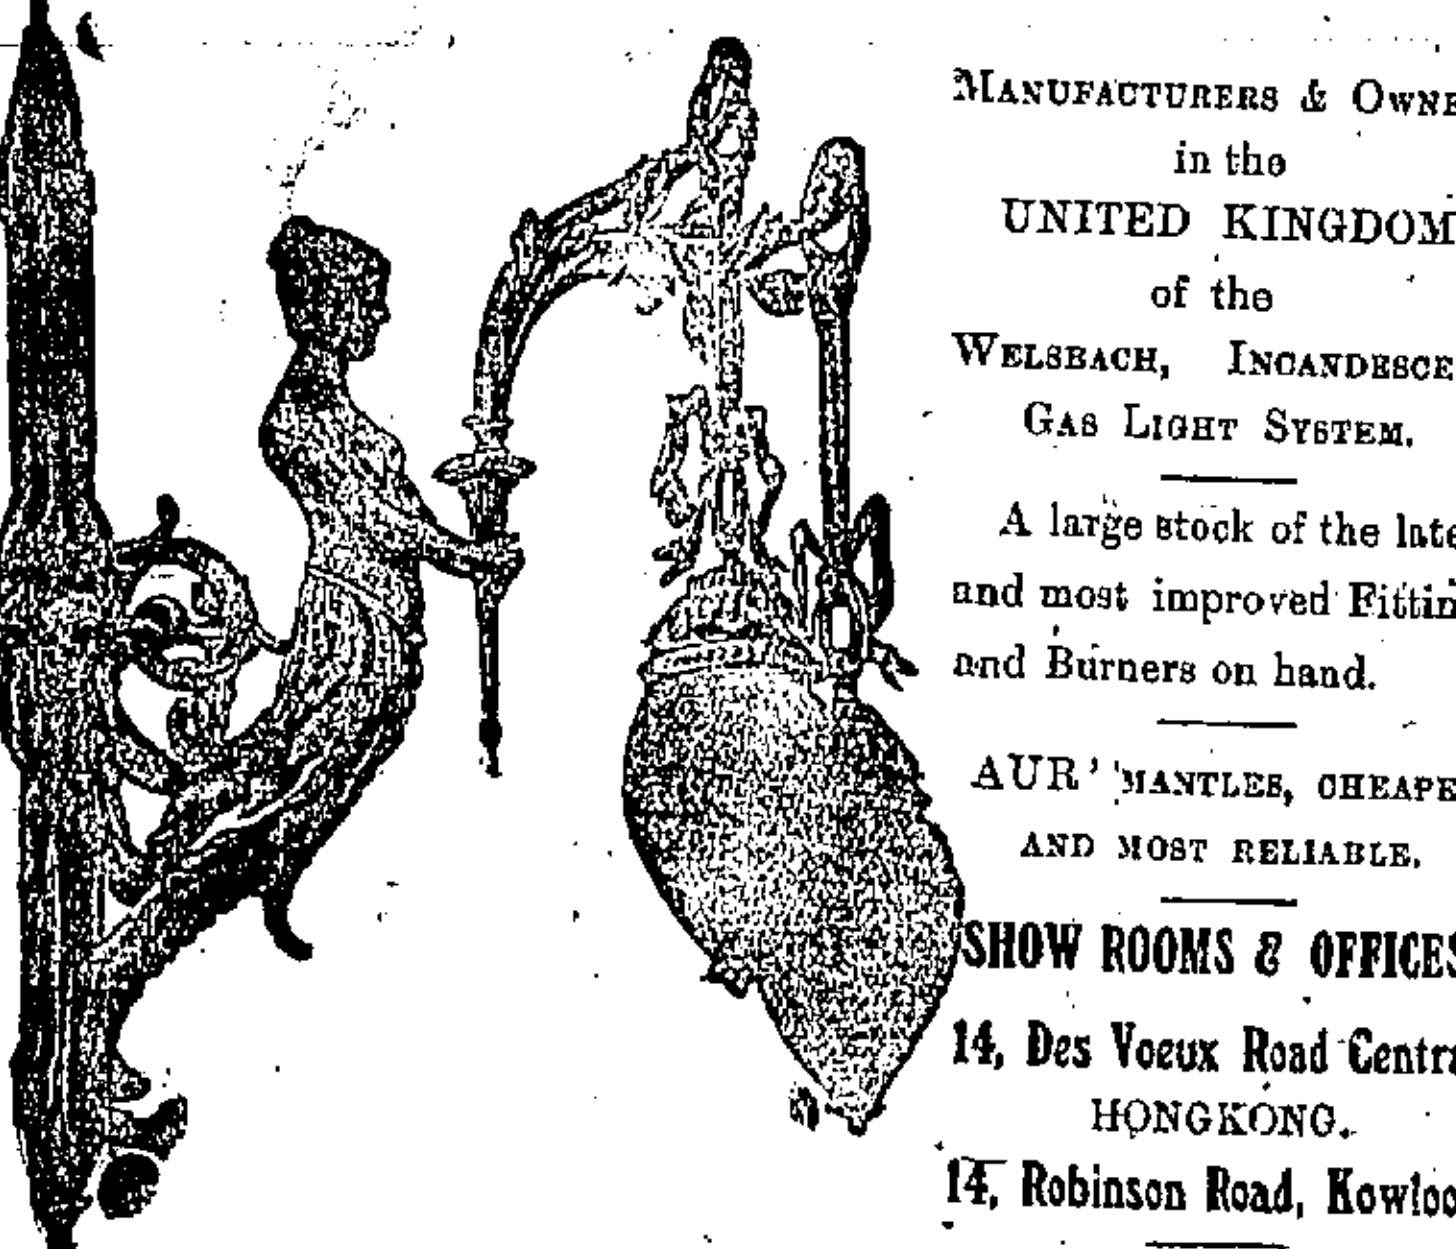 MANUFACTURERS & OWNE
in the
UNITED KINGDOM
of the
WELSBACH, INCANDESCE
GAS LIGHT SYSTEM.
A large stock of the late
and most improved Fittin
and Burners on hand.
AUR' MANTLES, CHEAPE
AND MOST RELIABLE.
SHOW ROOMS & OFFICES
14, Des Voeux Road Centra
HONGKONG.
14, Robinson Road, Kowloo